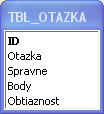 TBL_OTAZKA
ID
Otazka
Spravne
Body
Obtiaznost